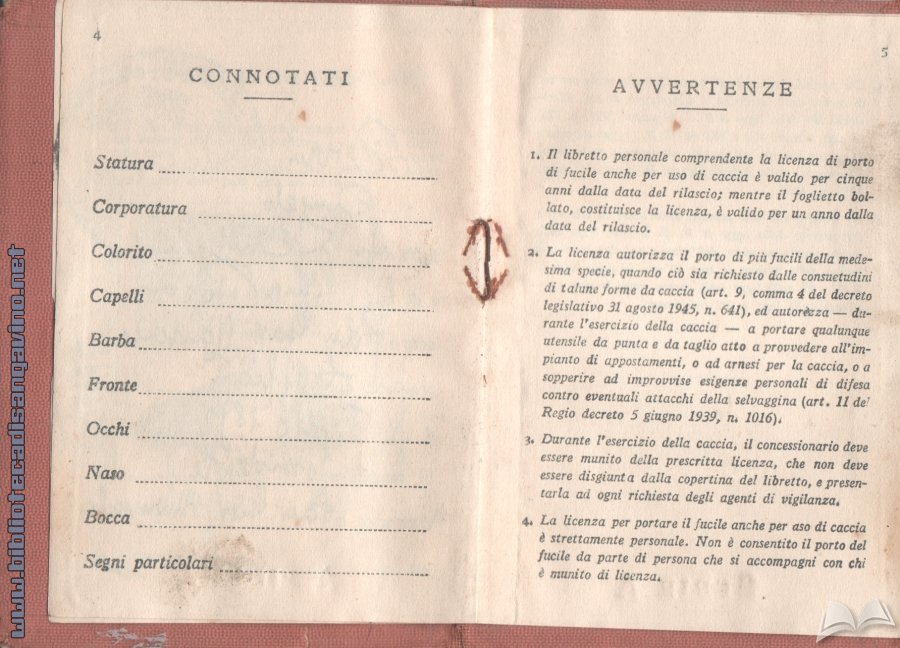 4
CONNOTATI
Statura
Corporatura
Colorito
Capelli
Barba
Fronte
Occhi
Naso
Bocca
Segni particolari
5
AVVERTENZE
1. Il libretto personale comprendente la licenza di porto
di fucile anche per uso di caccia è valido per cinque
anni dalla data del rilascio; mentre il foglietto bol-
lato, costituisce la licenza, è valido per un anno dalla
data del rilascio.
2. La licenza autorizza il porto di più fucili della mede-
sima specie, quando ciò sia richiesto dalle consuetudini
di talune forme da caccia (art. 9, comma 4 del decreto
legislativo 31 agosto 1945, n. 641), ed autorezza — du-
rante l'esercizio della caccia — a portare qualunque
utensile da punta e da taglio atto a provvedere all'im-
pianto di appostamenti, o ad arnesi per la caccia, o a
sopperire ad improvvise esigenze personali di difesa
contro eventuali attacchi della selvaggina (art. 11 de'
Regio decreto 5 giugno 1939, n. 1016).
3. Durante l'esercizio della caccia, il concessionario deve
essere munito della prescritta licenza, che non deve
essere disgiunta dalla copertina del libretto, e presen-
tarla ad ogni richiesta degli agenti di vigilanza.
4. La licenza per portare il fucile anche per aso di caccia
è strettamente personale. Non è consentito il porto del
fucile da parte di persona che si accompagni con chi
è munito di licenza.
www.bibliotecadisangavino.net